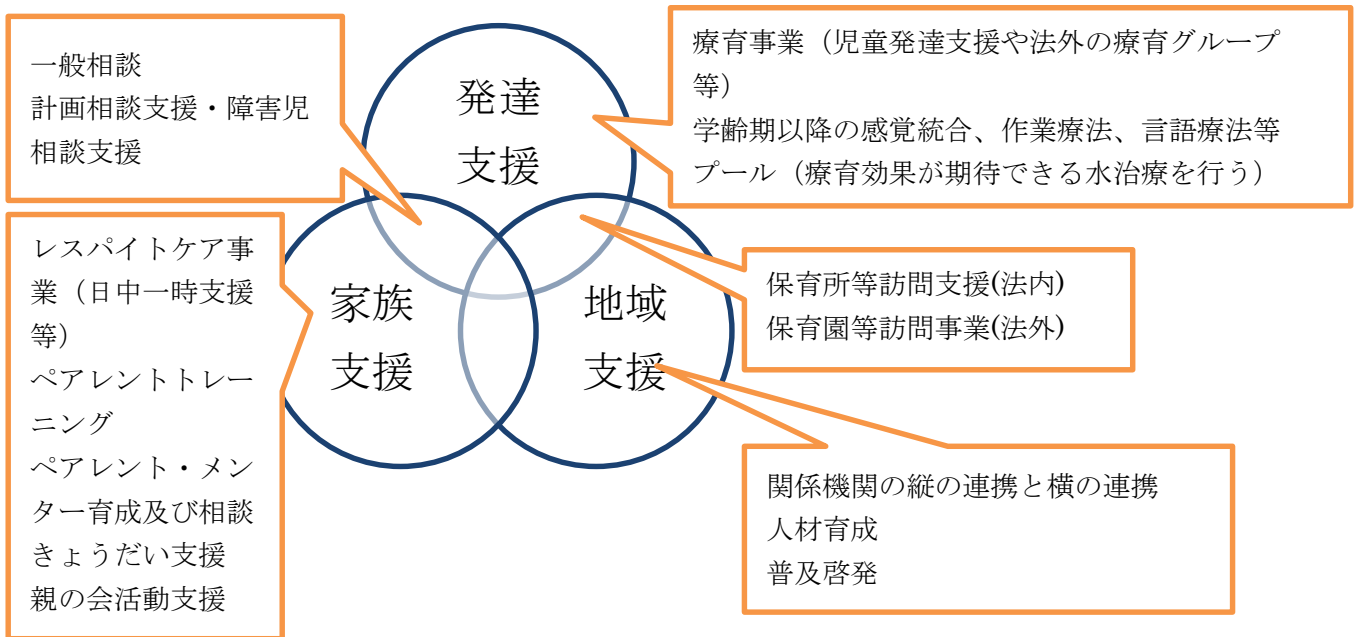 一般相談
計画相談支援・障害児
相談支援
発達
支援
療育事業（児童発達支援や法外の療育グループ
等）
学齢期以降の感覚統合、作業療法、言語療法等
プール（療育効果が期待できる水治療を行う）
レスパイトケア事
業（日中一時支援
等）
ペアレントトレー
ニング
ペアレント・メン
ター育成及び相談
きょうだい支援
親の会活動支援
家族
支援
地域
支援
保育所等訪問支援(法内)
保育園等訪問事業(法外)
関係機関の縦の連携と横の連携
人材育成
普及啓発